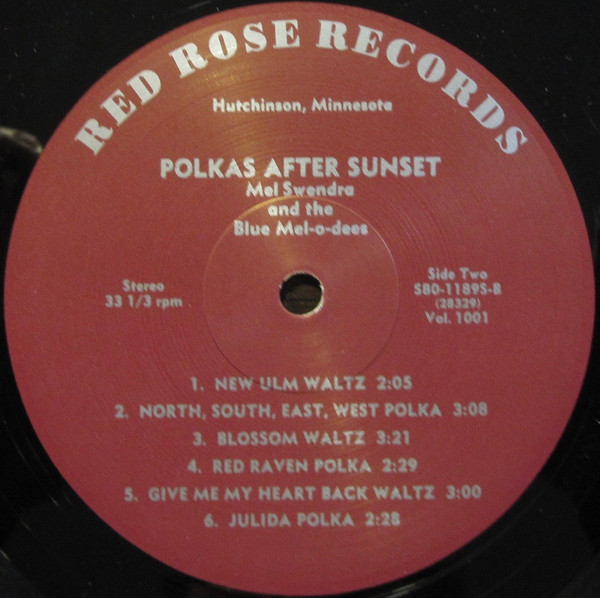 RED ROSE RECORDS
Hutchinson, Minnesota
POLKAS AFTER SUNSET
Mel Swendra
and the
Blue Mel-o-dees
Stereo
33 1/3 rpm
Side Two
S80-1189S-B
(28329)
Vol. 1001
1. NEW ULM WALTZ 2:05
2. NORTH, SOUTH, EAST, WEST POLKA 3:08
3. BLOSSOM WALTZ 3:21
4. RED RAVEN POLKA 2:29
5. GIVE ME MY HEART BACK WALTZ 3:00
6. JULIDA POLKA 2:28